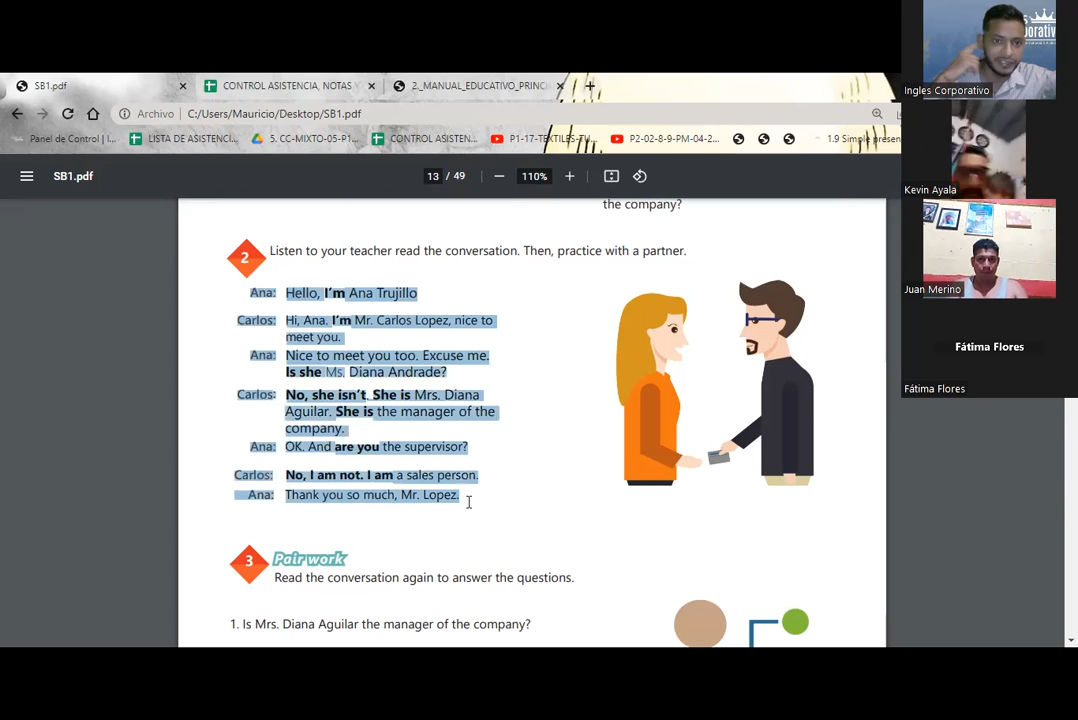 SB1.pdf
CONTROL ASISTENCIA, NOTAS Y
2._MANUAL_EDUCATIVO_PRINCI
Archivo
C:/Users/Mauricio/Desktop/SB1.pdf
Panel de Control | I...
LISTA DE ASISTENCI...
5. CC-MIXTO-05-P1...
CONTROL ASISTEN...
P1-17-TEXTILES-TV...
P2-02-8-9-PM-04-2...
1.9 Simple presen
SB1.pdf
13 / 49
110%
the company?
2
Listen to your teacher read the conversation. Then, practice with a partner.
Ana: Hello, I'm Ana Trujillo
Carlos: Hi, Ana. I'm Mr. Carlos Lopez, nice to
meet you.
Ana: Nice to meet you too. Excuse me.
Is she Ms. Diana Andrade?
Carlos: No, she isn't. She is Mrs. Diana
Aguilar. She is the manager of the
company.
Ana: OK. And are you the supervisor?
Carlos: No, I am not. I am a sales person.
Ana: Thank you so much, Mr. Lopez.
3
Pair work
Read the conversation again to answer the questions.
1. Is Mrs. Diana Aguilar the manager of the company?
Ingles Corporativo
Kevin Ayala
Juan Merino
Fátima Flores
Fátima Flores